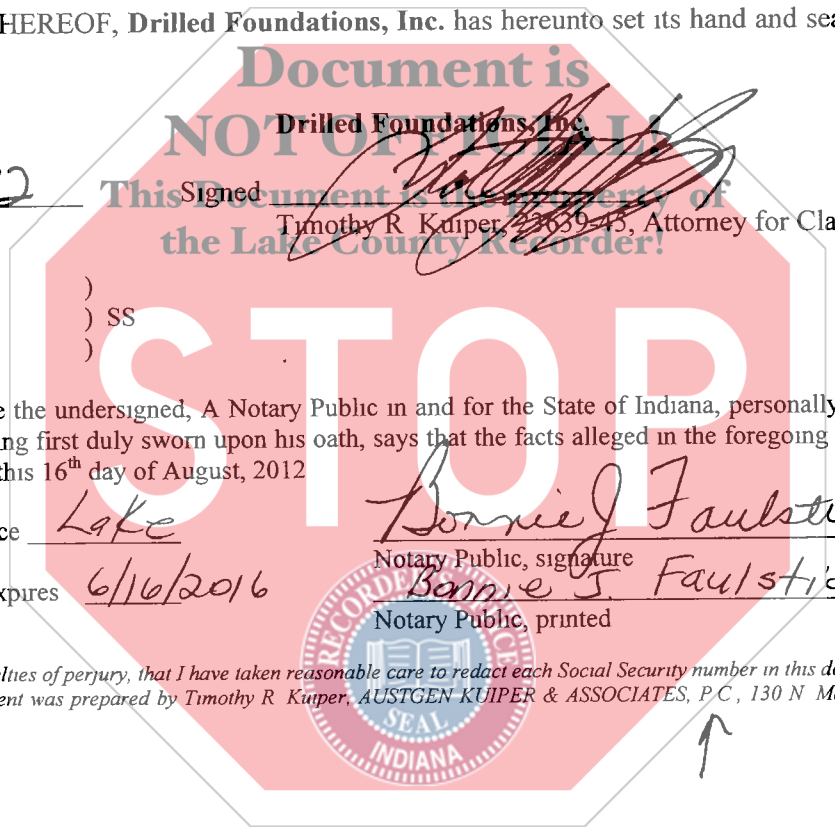 HEREOF, Drilled Foundations, Inc. has hereunto set its hand and sea
Document is
NOT OFFICIAL!
Drilled Foundations, Inc.
This Document is the property of
the Lake County Recorder!
Signed
Timothy R Kuiper, 23639-45, Attorney for Cla
)
) SS
)
STOP
e the undersigned, A Notary Public in and for the State of Indiana, personally
ng first duly sworn upon his oath, says that the facts alleged in the foregoing
this 16th day of August, 2012
ce Lake
Bonnie J Faulsti
Notary Public, signature
xpires 6/16/2016
Bonnie J. Faulstic
Notary Public, printed
RECORDER'S OFFICE
SEAL
INDIANA
lties of perjury, that I have taken reasonable care to redact each Social Security number in this do
ent was prepared by Timothy R Kuiper, AUSTGEN KUIPER & ASSOCIATES, P C , 130 N Ma